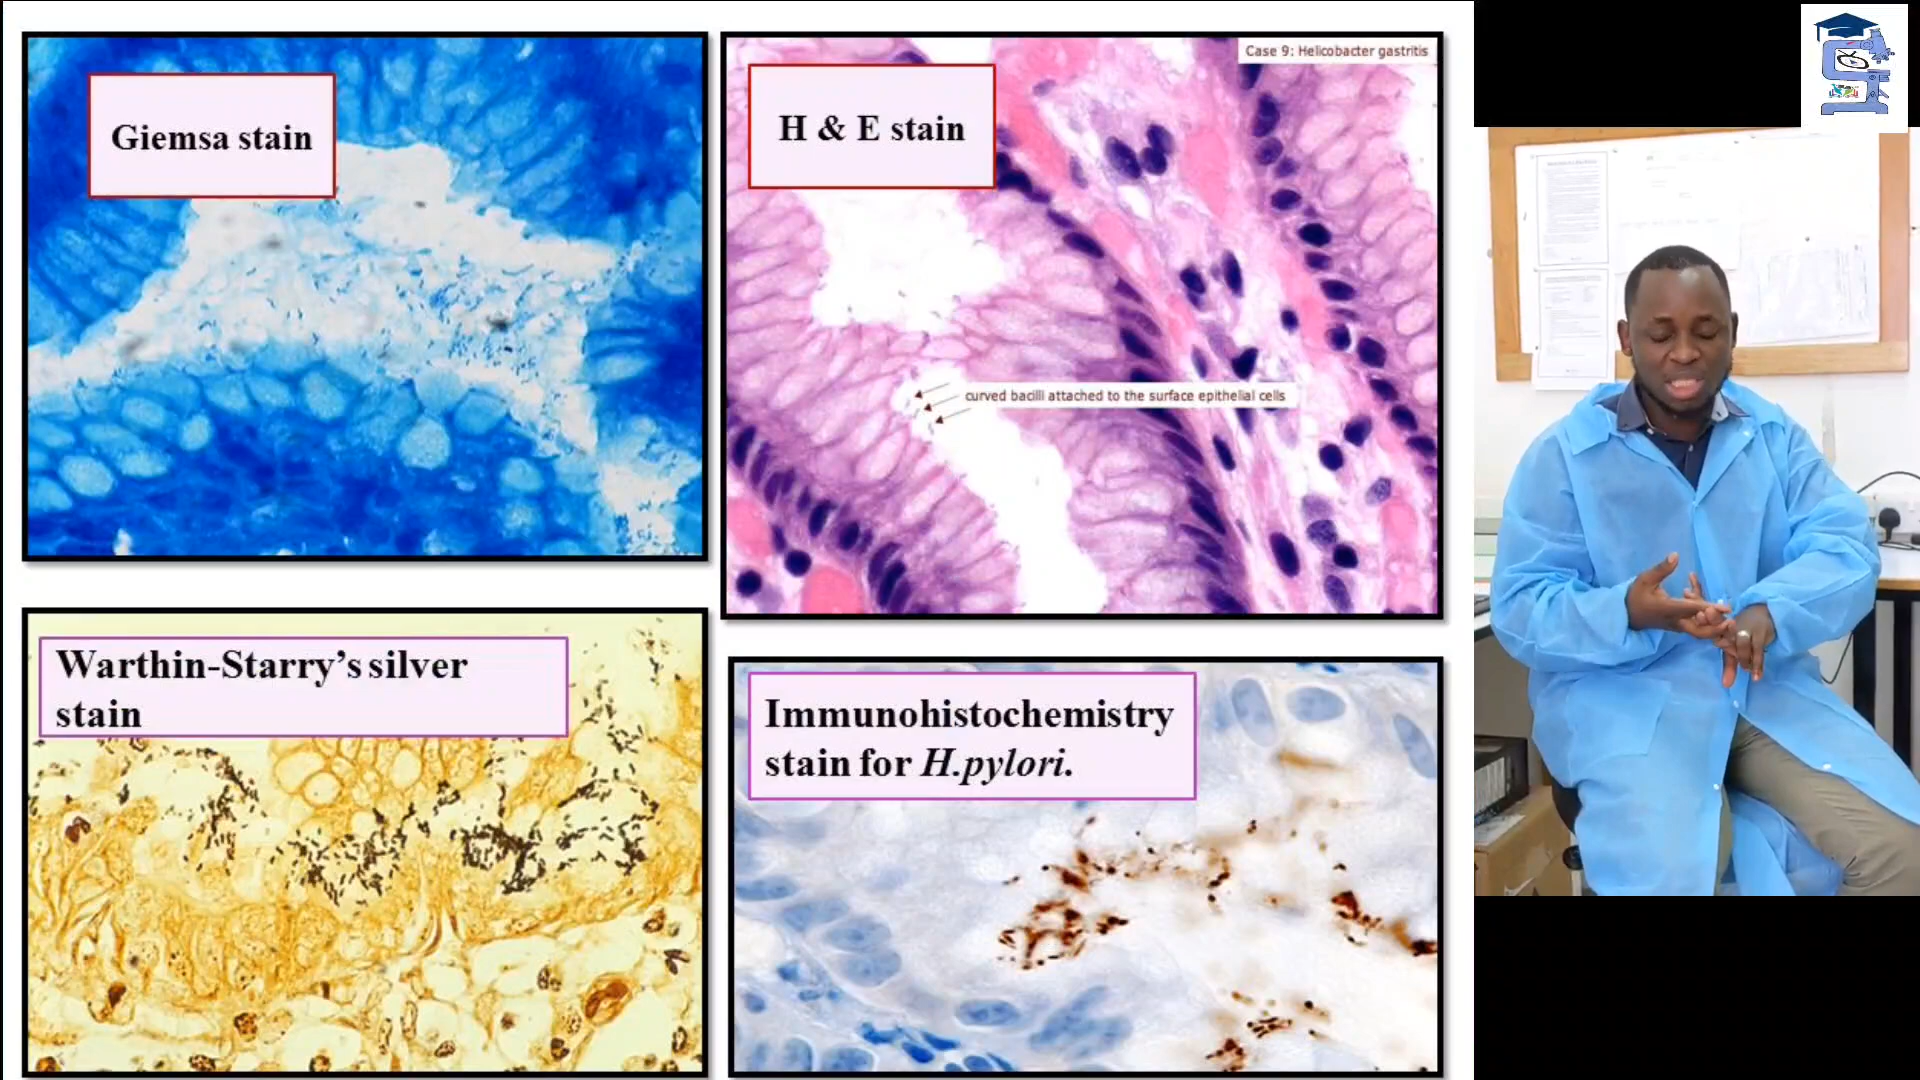 Giemsa stain
Case 9: Helicobacter gastritis
H & E stain
curved bacilli attached to the surface epithelial cells
Warthin-Starry’s silver
stain
Immunohistochemistry
stain for H.pylori.